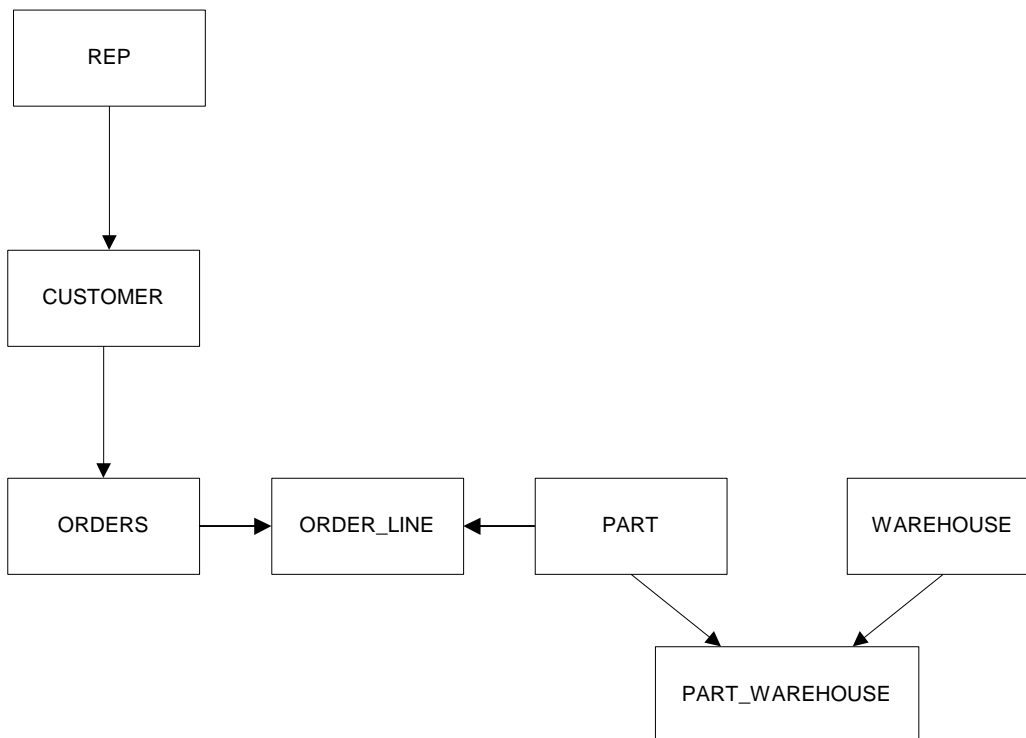 REP
CUSTOMER
ORDERS
ORDER_LINE
PART
WAREHOUSE
PART_WAREHOUSE